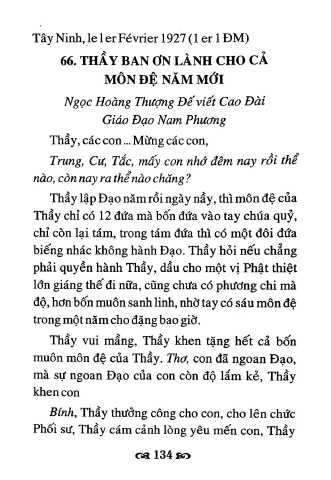 Tây Ninh, le 1 er Février 1927 (1 er 1 ĐM)
66. THẦY BAN ƠN LÀNH CHO CẢ
MÔN ĐỆ NĂM MỚI
Ngọc Hoàng Thượng Đế viết Cao Đài
Giáo Đạo Nam Phương
Thầy, các con ... Mừng các con,
Trung, Cư, Tắc, mấy con nhớ đêm nay rồi thể
nào, còn nay ra thể nào chăng?
Thầy lập Đạo năm rồi ngày nầy, thì môn đệ của
Thầy chỉ có 12 đứa mà bốn đứa vào tay chúa quỷ,
chỉ còn lại tám, trong tám đứa thì có một đôi đứa
biếng nhác không hành Đạo. Thầy hỏi nếu chẳng
phải quyền hành Thầy, dầu cho một vị Phật thiệt
lớn giáng thế đi nữa, cũng chưa có phương chi mà
độ, hơn bốn muôn sanh linh, nhờ tay có sáu môn đệ
trong một năm cho đặng bao giờ.
Thầy vui mầng, Thầy khen tặng hết cả bốn
muôn môn đệ của Thầy. Thơ, con đã ngoan Đạo,
mà sự ngoan Đạo của con còn độ lắm kẻ, Thầy
khen con
Bính, Thầy thưởng công cho con, cho lên chức
Phối sư, Thầy cám cảnh lòng yêu mến con, Thầy
134